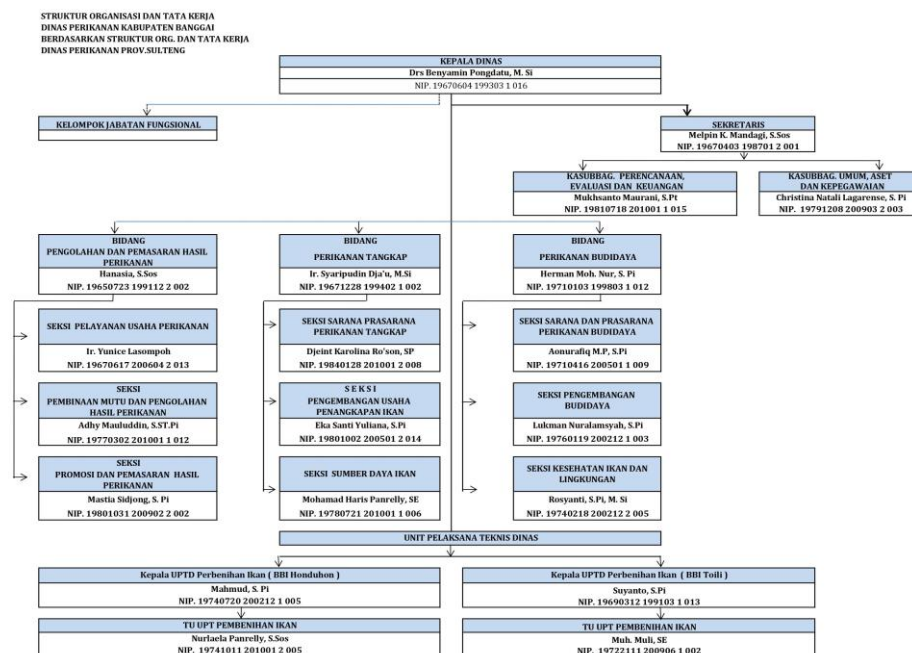 STRUKTUR ORGANISASI DAN TATA KERJA
DINAS PERIKANAN KABUPATEN BANGGAI
BERDASARKAN STRUKTUR ORG. DAN TATA KERJA
DINAS PERIKANAN PROV.SULTENG
KEPALA DINAS
Drs Benyamin Pongdatu, M. Si
NIP. 19670604 199303 1 016
KELOMPOK JABATAN FUNGSIONAL
SEKRETARIS
Melpin K. Mandagi, S.Sos
NIP. 19670403 198701 2 001
KASUBBAG. PERENCANAAN,
EVALUASI DAN KEUANGAN
Mukhsanto Maurani, S.Pt
NIP. 19810718 201001 1 015
KASUBBAG. UMUM, ASET
DAN KEPEGAWAIAN
Christina Natali Lagarense, S. Pi
NIP. 19791208 200903 2 003
BIDANG
PENGOLAHAN DAN PEMASARAN HASIL
PERIKANAN
Hanasia, S.Sos
NIP. 19650723 199112 2 002
SEKSI PELAYANAN USAHA PERIKANAN
Ir. Yunice Lasompoh
NIP. 19670617 200604 2 013
SEKSI
PEMBINAAN MUTU DAN PENGOLAHAN
HASIL PERIKANAN
Adhy Mauluddin, S.ST.Pi
NIP. 19770302 201001 1 012
SEKSI
PROMOSI DAN PEMASARAN HASIL
PERIKANAN
Mastia Sidjong, S. Pi
NIP. 19801031 200902 2 002
BIDANG
PERIKANAN TANGKAP
Ir. Syaripudin Dja'u, M.Si
NIP. 19671228 199402 1 002
SEKSI SARANA PRASARANA
PERIKANAN TANGKAP
Djeint Karolina Ro'son, SP
NIP. 19840128 201001 2 008
S E K S I
PENGEMBANGAN USAHA
PENANGKAPAN IKAN
Eka Santi Yuliana, S.Pi
NIP. 19801002 200501 2 014
SEKSI SUMBER DAYA IKAN
Mohamad Haris Panrelly, SE
NIP. 19780721 201001 1 006
BIDANG
PERIKANAN BUDIDAYA
Herman Moh. Nur, S. Pi
NIP. 19710103 199803 1 012
SEKSI SARANA DAN PRASARANA
PERIKANAN BUDIDAYA
Aonurafiq M.P, S.Pi
NIP. 19710416 200501 1 009
SEKSI PENGEMBANGAN
BUDIDAYA
Lukman Nuralamsyah, S.Pi
NIP. 19760119 200212 1 003
SEKSI KESEHATAN IKAN DAN
LINGKUNGAN
Rosyanti, S.Pi, M. Si
NIP. 19740218 200212 2 005
UNIT PELAKSANA TEKNIS DINAS
Kepala UPTD Perbenihan Ikan ( BBI Honduhon )
Mahmud, S. Pi
NIP. 19740720 200212 1 005
TU UPT PEMBENIHAN IKAN
Nurlaela Panrelly, S.Sos
NIP. 19741011 201001 2 005
Kepala UPTD Perbenihan Ikan ( BBI Toili )
Suyanto, S.Pi
NIP. 19690312 199103 1 013
TU UPT PEMBENIHAN IKAN
Muh. Muli, SE
NIP. 19722111 200906 1 002